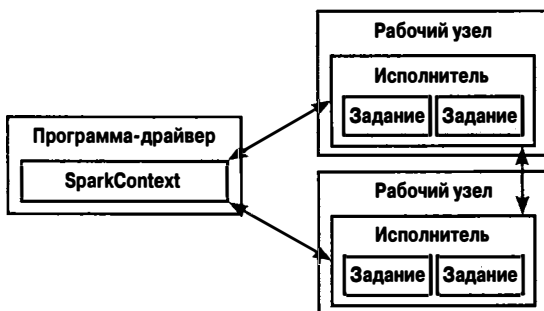 Программа-драйвер
SparkContext
Рабочий узел
Исполнитель
Задание Задание
Рабочий узел
Исполнитель
Задание Задание